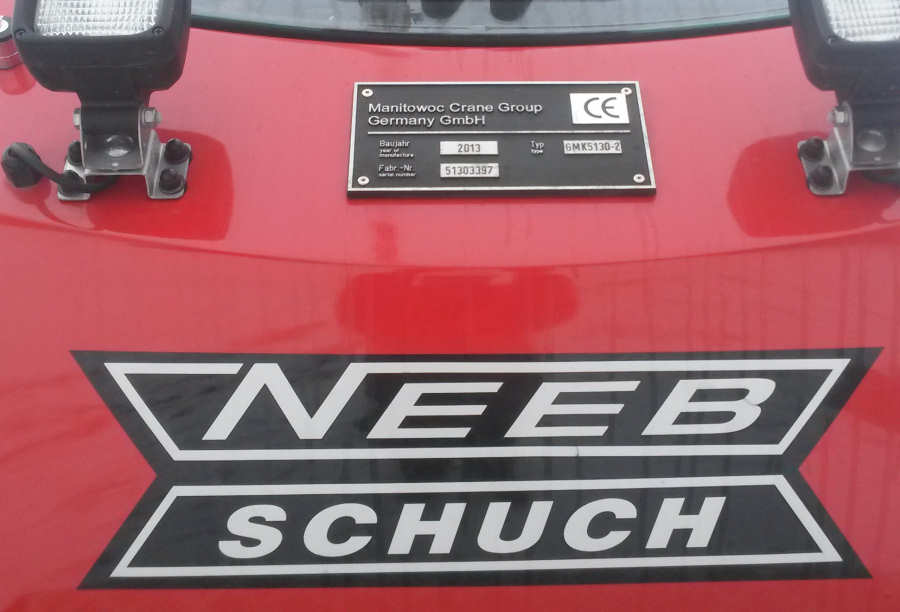 Manitowoc Crane Group
Germany GmbH
CE
Baujahr
year of
manufacture
2013
Typ
type
GMK5130-2
Fabr.-Nr.
serial number
51303397
NEEB
SCHUCH